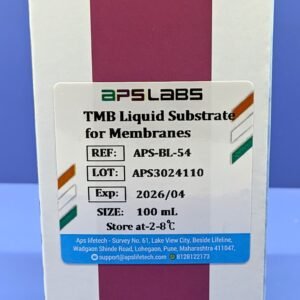 aPSLABS
TMB Liquid Substrate
for Membranes
REF: APS-BL-54
LOT: APS3024110
Exp: 2026/04
SIZE: 100 mL
Store at-2-8℃
Aps lifetech - Survey No. 61, Lake View City, Beside Lifeline,
Wadgaon Shinde Road, Lohegaon, Pune, Maharashtra 411047,
support@apslifetech.com 8128122173